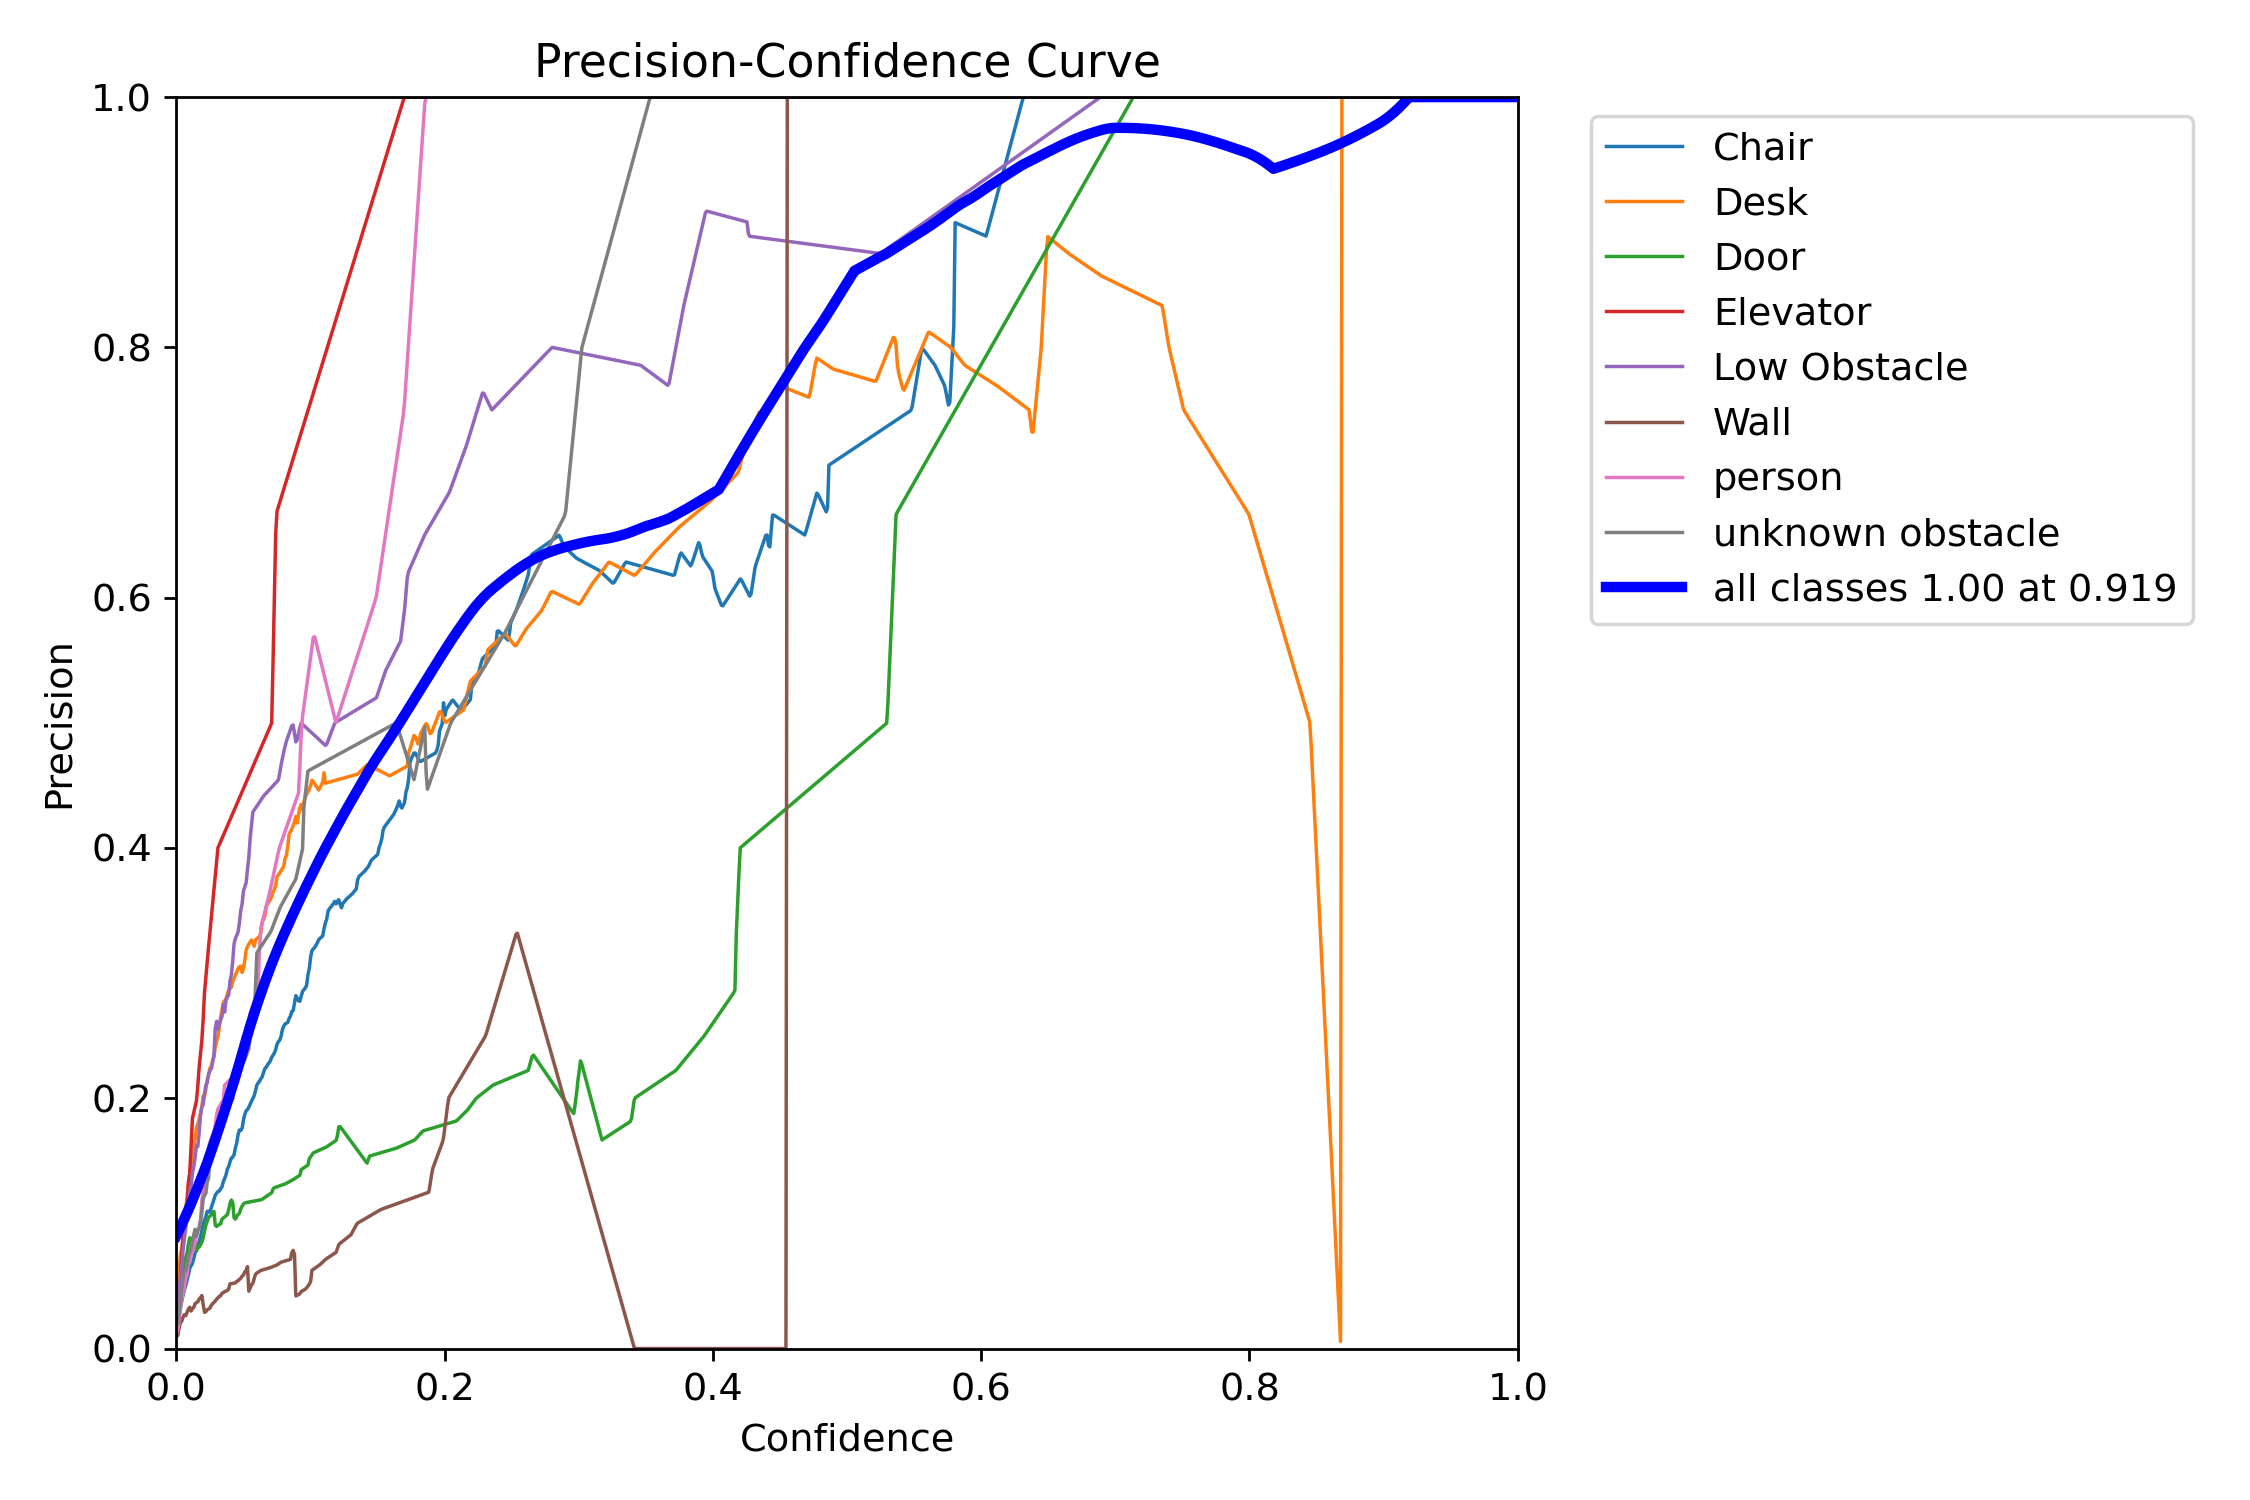 Precision-Confidence Curve
1.0
0.8
0.6
0.4
0.2
0.0
Precision
0.0 0.2 0.4 0.6 0.8 1.0
Confidence
Chair
Desk
Door
Elevator
Low Obstacle
Wall
person
unknown obstacle
all classes 1.00 at 0.919